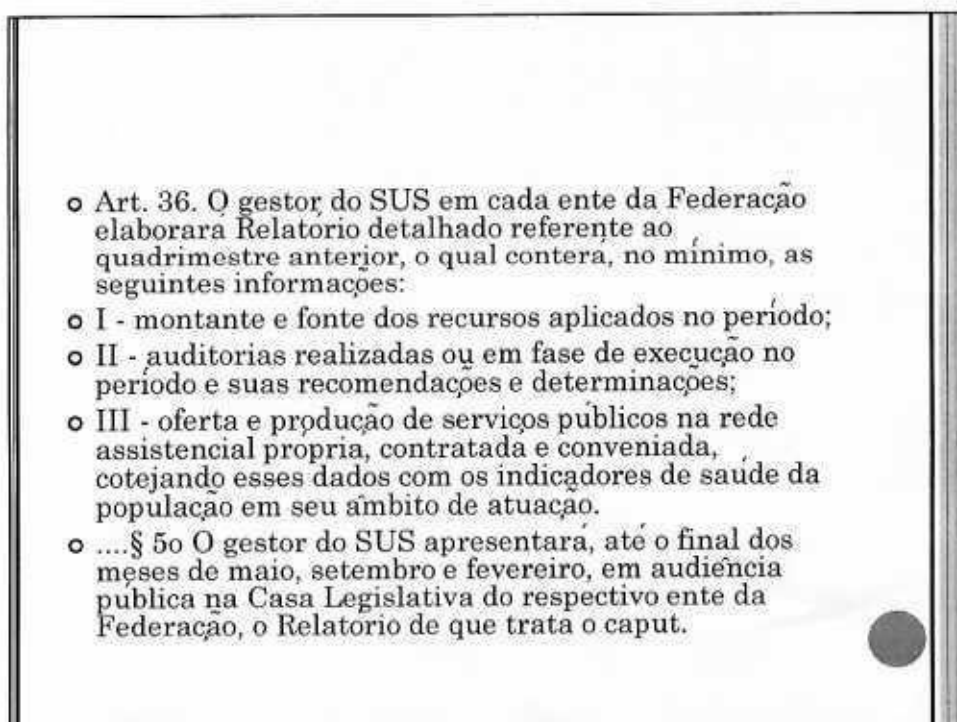 Art. 36. O gestor do SUS em cada ente da Federação
elaborará Relatório detalhado referente ao
quadrimestre anterior, o qual conterá, no mínimo, as
seguintes informações:
I - montante e fonte dos recursos aplicados no período;
II - auditorias realizadas ou em fase de execução no
período e suas recomendações e determinações;
III - oferta e produção de serviços públicos na rede
assistencial própria, contratada e conveniada,
cotejando esses dados com os indicadores de saúde da
população em seu âmbito de atuação.
....§ 5o O gestor do SUS apresentará, até o final dos
meses de maio, setembro e fevereiro, em audiência
pública na Casa Legislativa do respectivo ente da
Federação, o Relatório de que trata o caput.